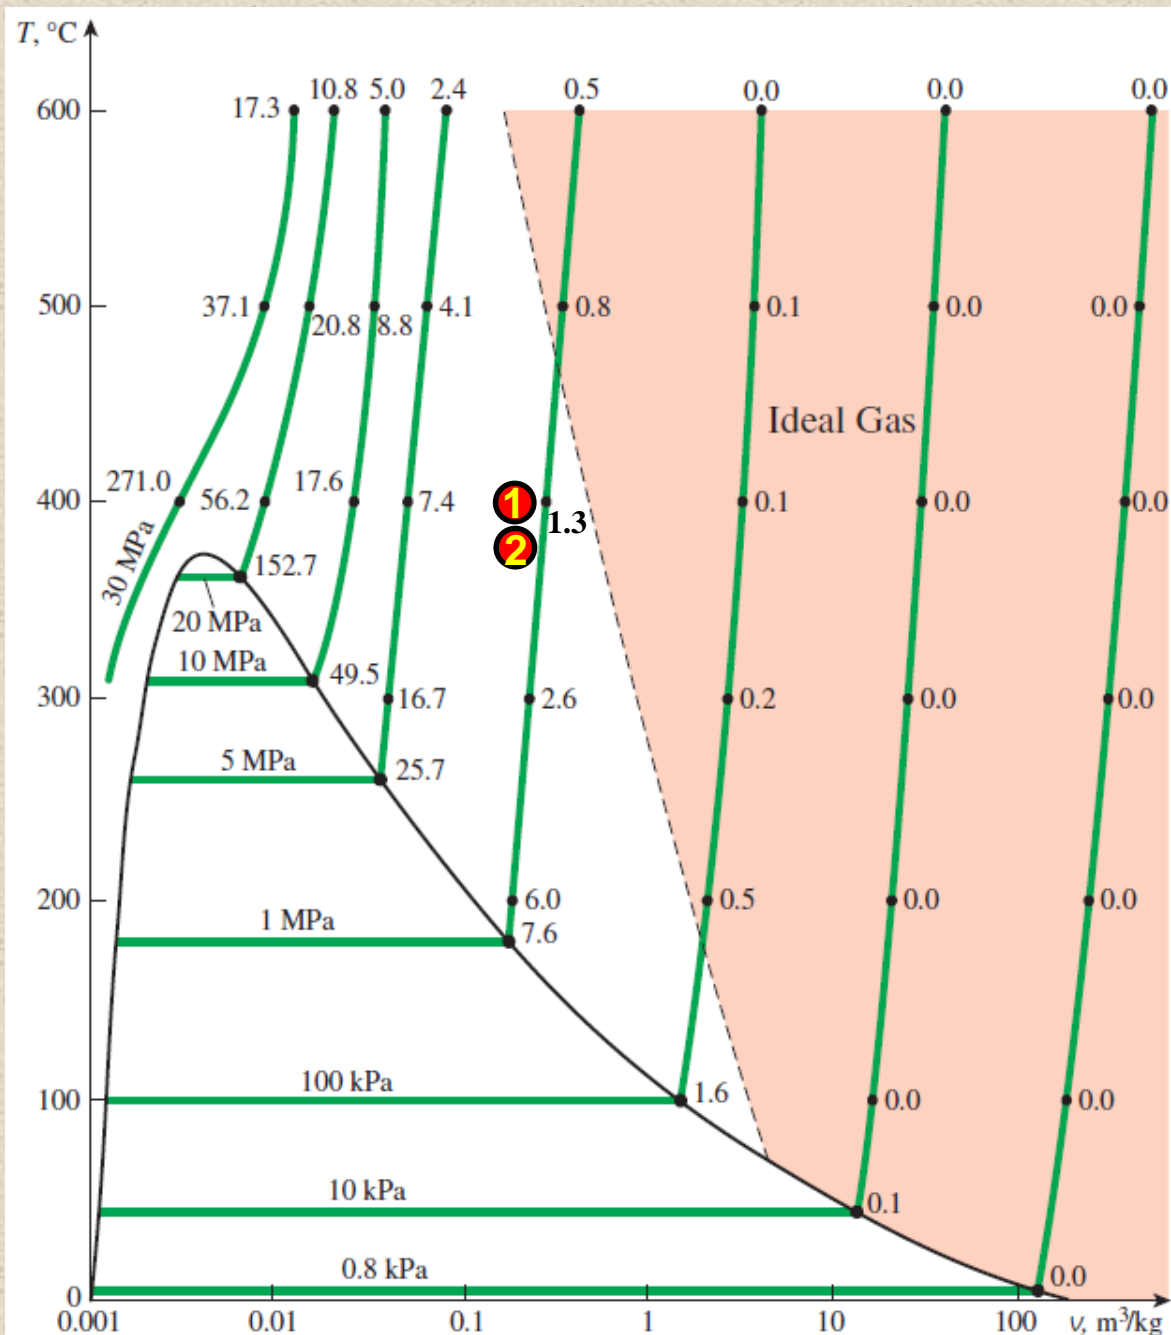 T, °C
10.8 5.0 2.4 0.5 0.0 0.0 0.0
600 17.3
500 37.1 20.8 8.8 4.1 0.8 0.1 0.0 0.0
Ideal Gas
271.0 17.6
400 56.2 7.4 1 1.3 0.1 0.0 0.0
2
30 MPa 152.7
20 MPa
10 MPa 49.5
300 16.7 2.6 0.2 0.0 0.0
5 MPa 25.7
200 6.0 0.5 0.0 0.0
1 MPa 7.6
100 kPa 1.6
100 0.0 0.0
10 kPa 0.1
0.8 kPa 0.0
0
0.001 0.01 0.1 1 10 100 v, m³/kg